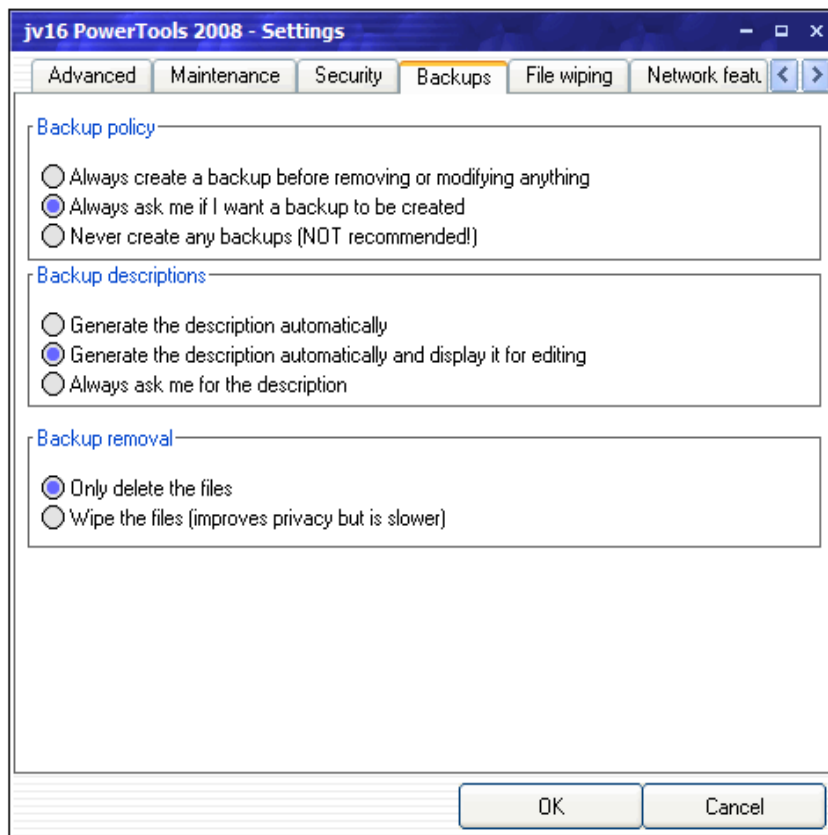 jv16 PowerTools 2008 - Settings
Advanced Maintenance Security Backups File wiping Network featu
Backup policy
Always create a backup before removing or modifying anything
Always ask me if I want a backup to be created
Never create any backups (NOT recommended!)
Backup descriptions
Generate the description automatically
Generate the description automatically and display it for editing
Always ask me for the description
Backup removal
Only delete the files
Wipe the files (improves privacy but is slower)
OK Cancel